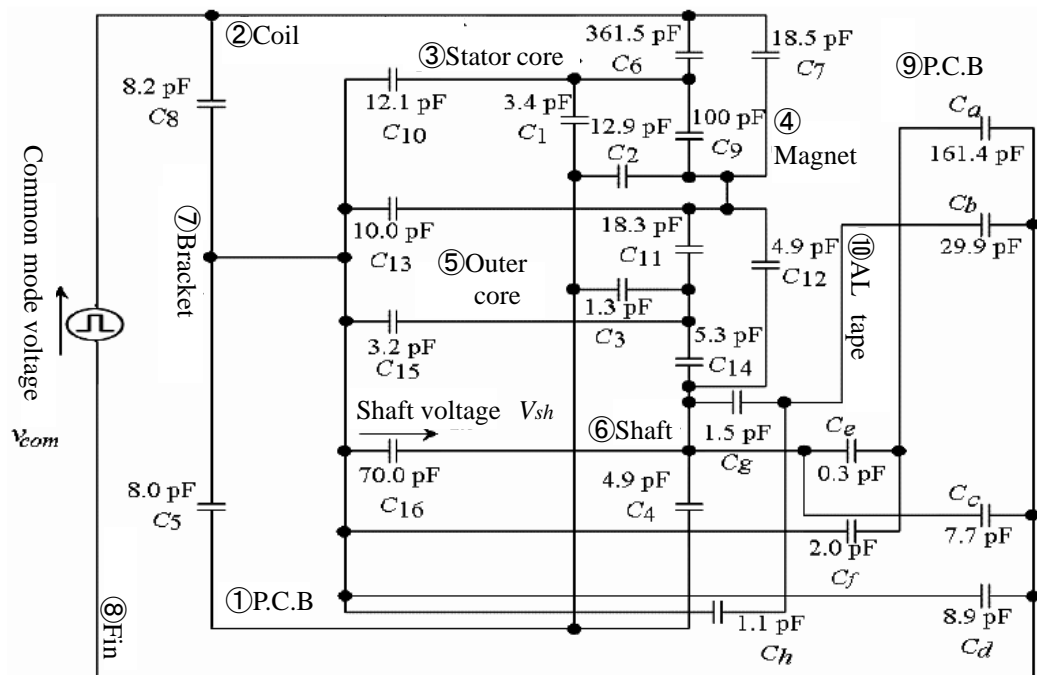 ②Coil
8.2 pF
C8
③Stator core
12.1 pF
C10
3.4 pF
C1
361.5 pF
C6
18.5 pF
C7
12.9 pF
C2
100 pF
C9
④
Magnet
⑨P.C.B
Ca
161.4 pF
Cb
29.9 pF
Common mode voltage
vcom
⑦Bracket
10.0 pF
C13
⑤Outer
core
18.3 pF
C11
4.9 pF
C12
⑩AL tape
1.3 pF
C3
3.2 pF
C15
5.3 pF
C14
Shaft voltage Vsh
⑥Shaft
1.5 pF
Cg
Ce
0.3 pF
70.0 pF
C16
4.9 pF
C4
8.0 pF
C5
Cc
7.7 pF
2.0 pF
Cf
①P.C.B
⑧Fin
1.1 pF
Ch
8.9 pF
Cd